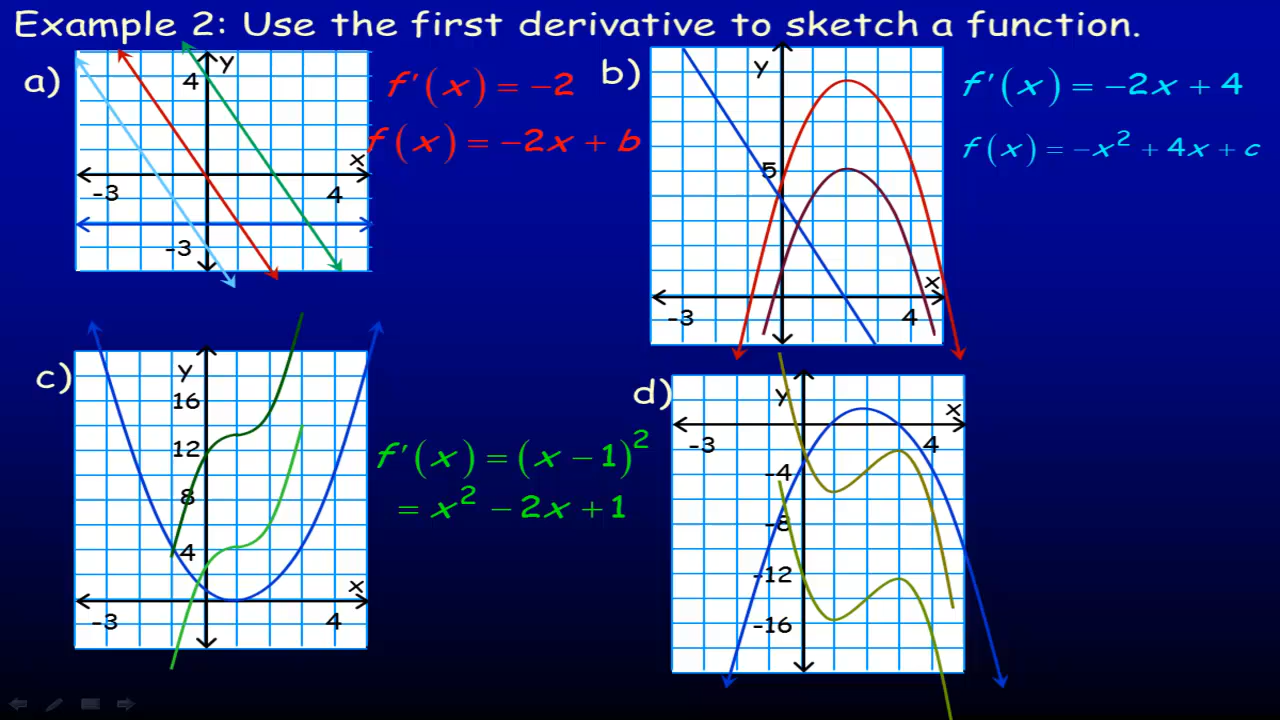 Example 2: Use the first derivative to sketch a function.
a)
y
4
x
-3
4
-3
f'(x) = -2
f(x) = -2x + b
b)
y
5
x
-3
4
f'(x) = -2x + 4
f(x) = -x² + 4x + c
c)
y
16
12
8
4
x
-3
4
f'(x) = (x - 1)²
= x² - 2x + 1
d)
y
x
-3
4
-4
-8
-12
-16